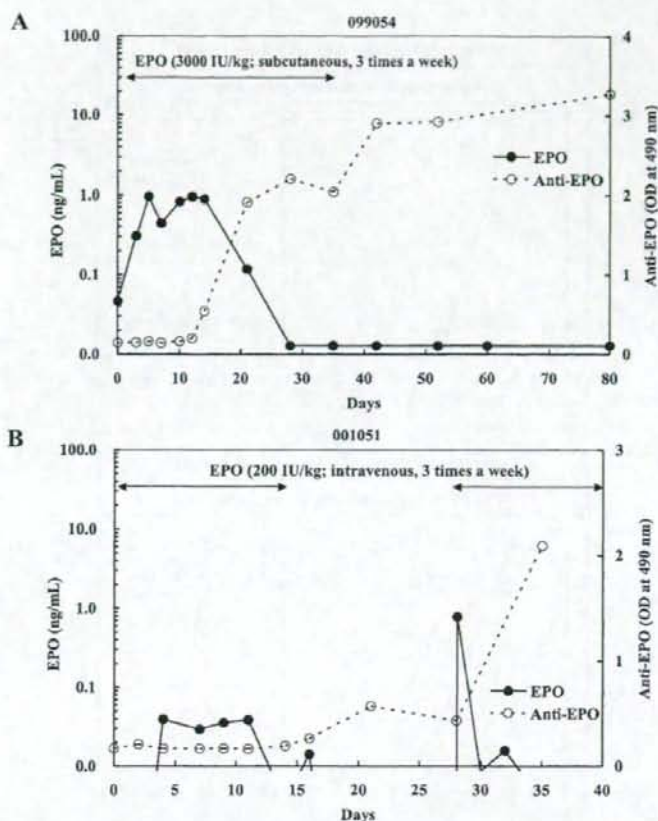 A
099054
100.0
4
EPO (3000 IU/kg; subcutaneous, 3 times a week)
10.0
3
EPO
Anti-EPO
EPO (ng/mL)
1.0
2
Anti-EPO (OD at 490 nm)
0.1
1
0.0
0
0 10 20 30 40 50 60 70 80
Days
B
001051
100.0
3
EPO (200 IU/kg; intravenous, 3 times a week)
10.0
2
EPO (ng/mL)
1.0
Anti-EPO (OD at 490 nm)
1
0.1
EPO
Anti-EPO
0.0
0
0 5 10 15 20 25 30 35 40
Days